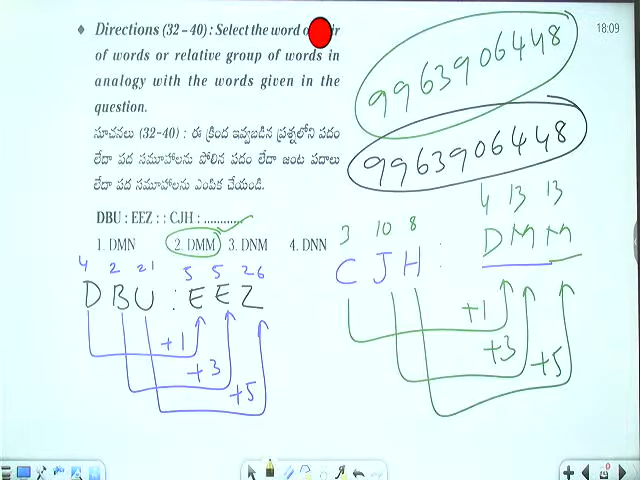 18:09
♦ Directions (32 – 40) : Select the word or ir
of words or relative group of words in
analogy with the words given in the
question.
సూచనలు (32-40) : ఈ క్రింద ఇవ్వబడిన ప్రశ్నలోని పదం
లేదా పద సమూహాలను పోలిన పదం లేదా జంట పదాలు
లేదా పద సమూహాలను ఎంపిక చేయండి.
DBU : EEZ : : CJH : ............
1. DMN 2. DMM 3. DNM 4. DNN
4 2 21 5 5 26
D B U : E E Z
+1
+3
+5
9963906448
9963906448
3 10 8 4 13 13
C J H : D M M
+1
+3
+5